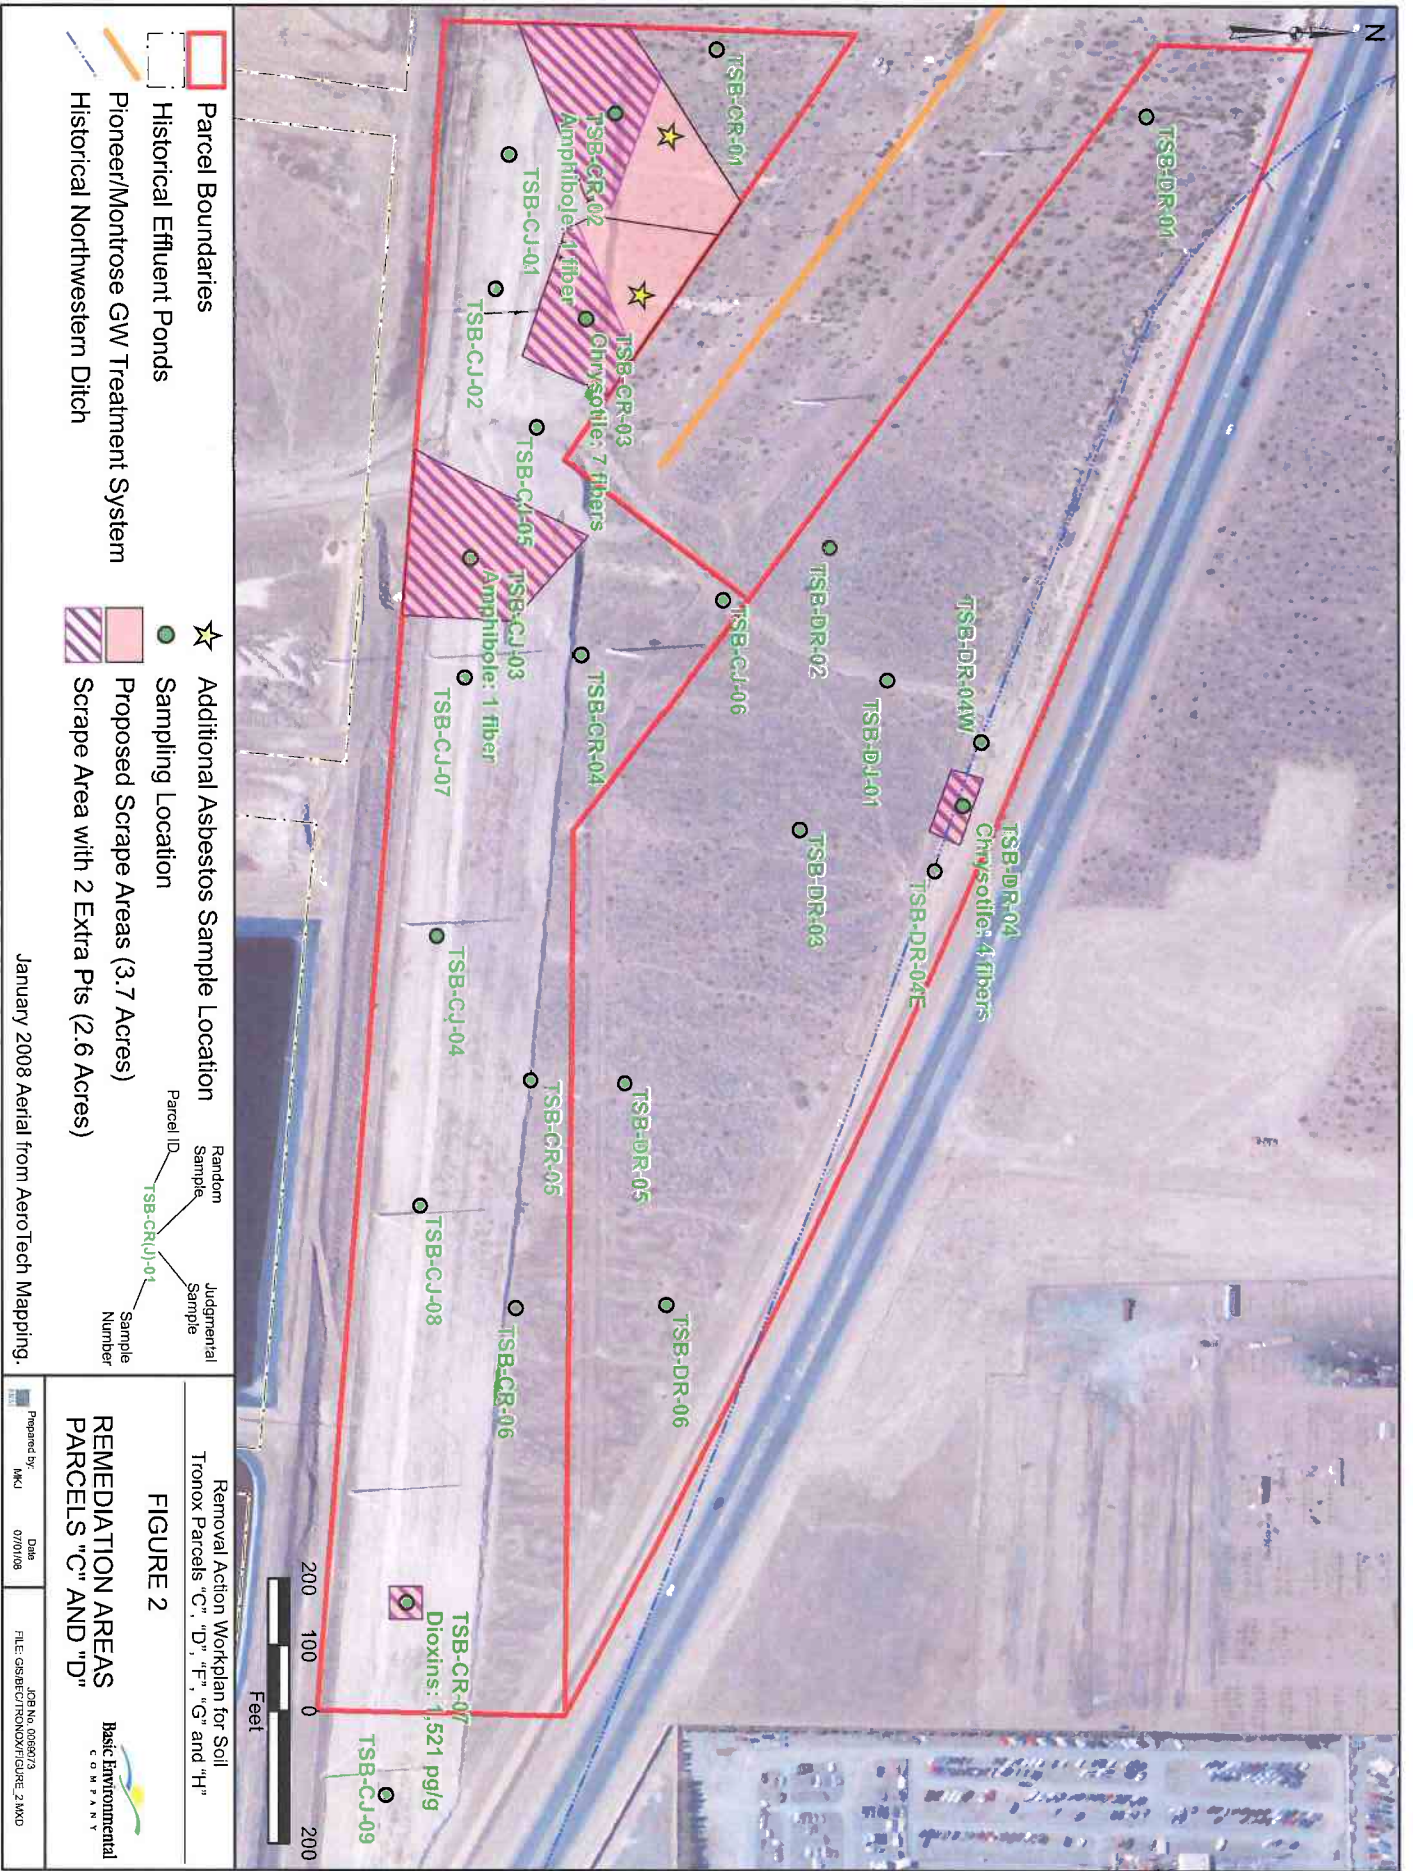 N
TSB-DR-01
TSB-CR-01
TSB-CR-02
Amphibole: 1 fiber
TSB-CJ-01
TSB-CJ-02
TSB-CR-03
Chrysotile: 7 fibers
TSB-CJ-05
TSB-CJ-03
Amphibole: 1 fiber
TSB-CJ-06
TSB-CR-04
TSB-CJ-07
TSB-DR-02
TSB-DJ-01
TSB-DR-04W
TSB-DR-04
Chrysotile: 4 fibers
TSB-DR-04E
TSB-DR-03
TSB-CJ-04
TSB-DR-05
TSB-CR-05
TSB-CJ-08
TSB-DR-06
TSB-CR-06
TSB-CR-07
Dioxins: 1,521 pg/g
TSB-CJ-09
200 100 0 200
Feet
Parcel Boundaries
Historical Effluent Ponds
Pioneer/Montrose GW Treatment System
Historical Northwestern Ditch
Additional Asbestos Sample Location
Sampling Location
Proposed Scrape Areas (3.7 Acres)
Scrape Area with 2 Extra Pts (2.6 Acres)
Random
Sample
Judgmental
Sample
Parcel ID
TSB-CR(J)-01
Sample
Number
January 2008 Aerial from AeroTech Mapping.
Removal Action Workplan for Soil
Tronox Parcels "C", "D", "F", "G" and "H"
FIGURE 2
REMEDIATION AREAS
PARCELS "C" AND "D"
Basic Environmental
COMPANY
Prepared by:
MKJ
Date
07/01/08
JOB No. 0069073
FILE: GIS/BEC/TRONOX/FIGURE_2.MXD